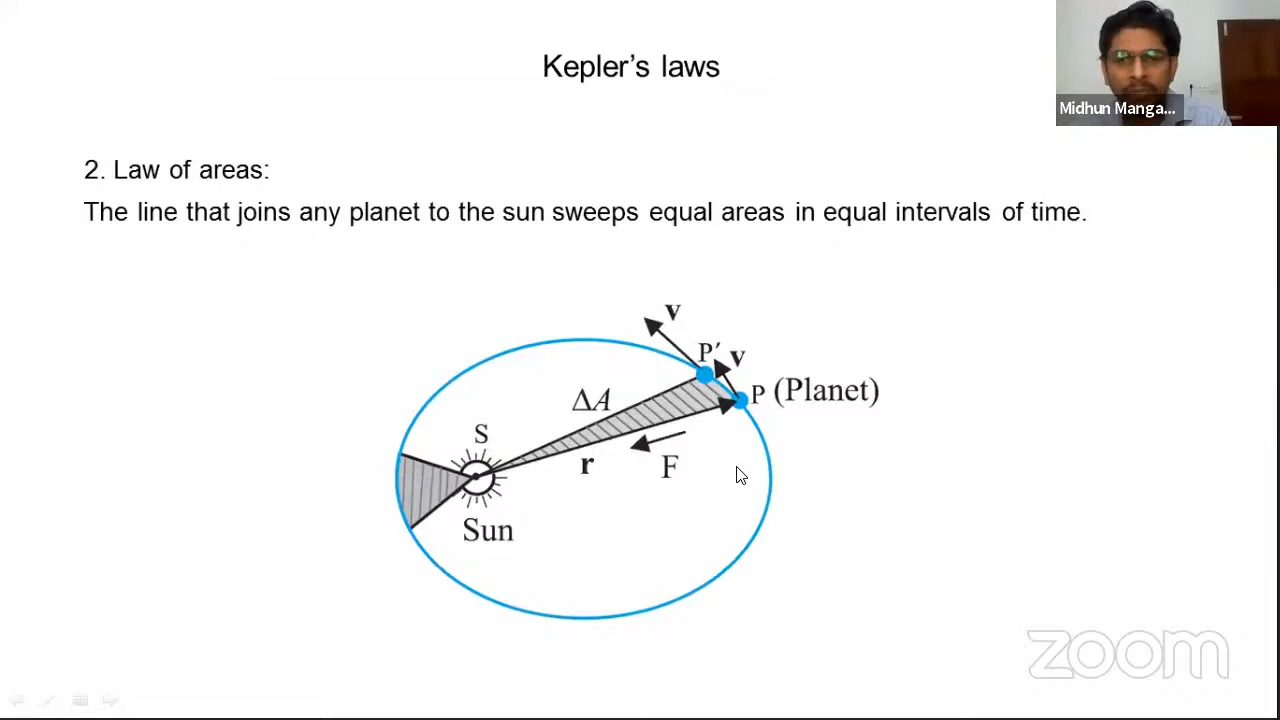 Kepler's laws
Midhun Manga...
2. Law of areas:
The line that joins any planet to the sun sweeps equal areas in equal intervals of time.
v
P′ v
P (Planet)
ΔA
S
r
F
Sun
zoom